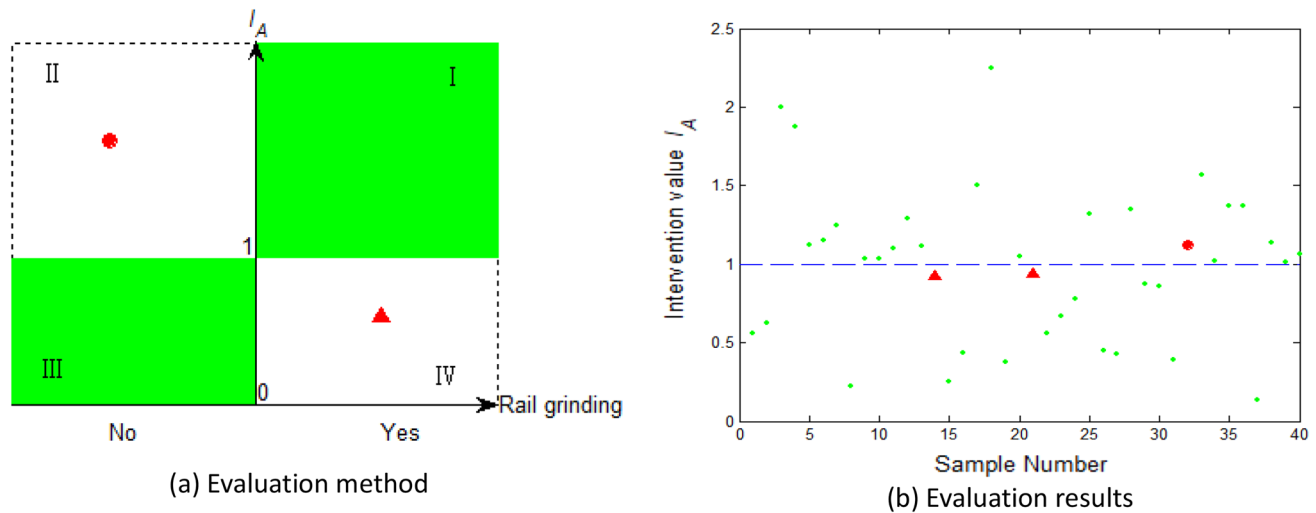 I_A
II
I
1
III
IV
0
Rail grinding
No
Yes
(a) Evaluation method
2.5
2
1.5
1
0.5
0
Intervention value I_A
0 5 10 15 20 25 30 35 40
Sample Number
(b) Evaluation results